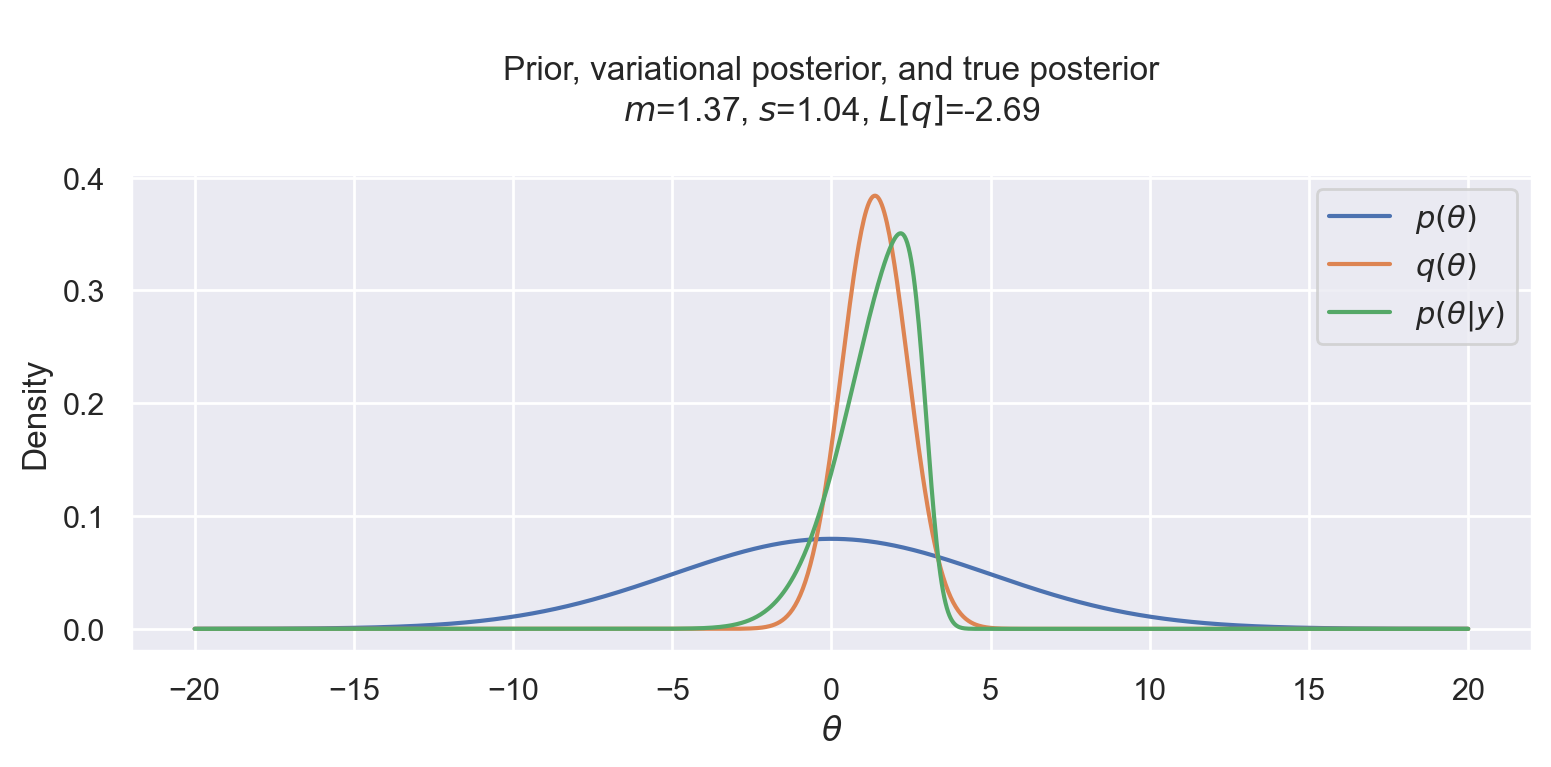 Prior, variational posterior, and true posterior
m=1.37, s=1.04, L[q]=-2.69
0.4
0.3
0.2
0.1
0.0
Density
p(θ)
q(θ)
p(θ|y)
−20 −15 −10 −5 0 5 10 15 20
θ